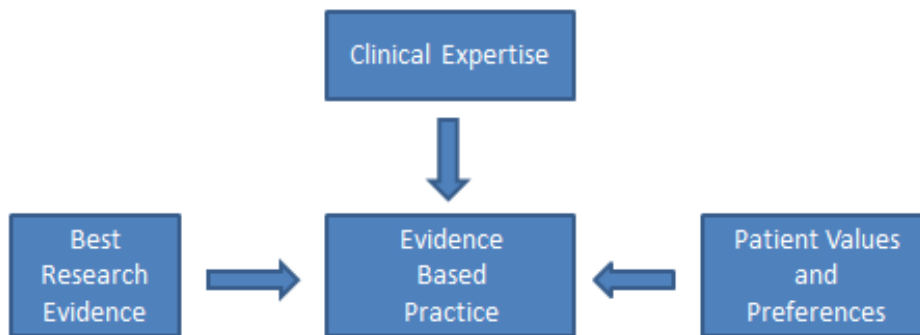 Clinical Expertise
Best
Research
Evidence
Evidence
Based
Practice
Patient Values
and
Preferences